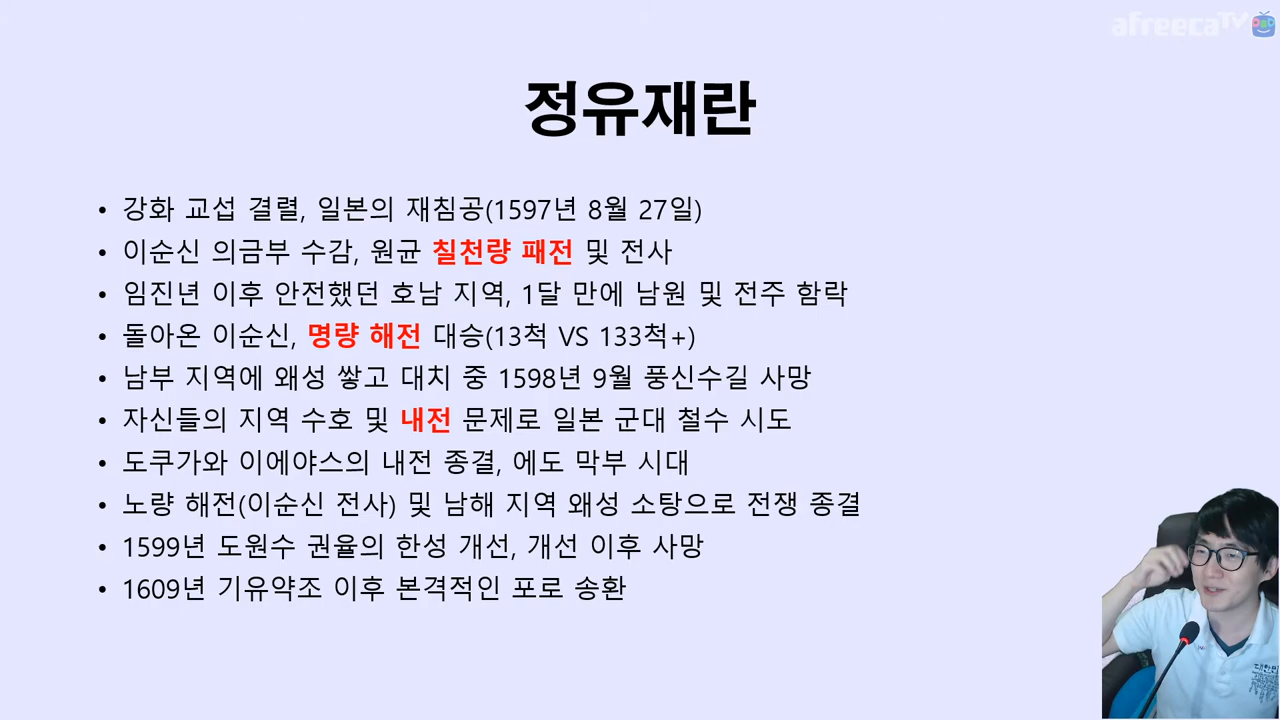 afreecaTV
정유재란
• 강화 교섭 결렬, 일본의 재침공(1597년 8월 27일)
• 이순신 의금부 수감, 원균 칠천량 패전 및 전사
• 임진년 이후 안전했던 호남 지역, 1달 만에 남원 및 전주 함락
• 돌아온 이순신, 명량 해전 대승(13척 VS 133척+)
• 남부 지역에 왜성 쌓고 대치 중 1598년 9월 풍신수길 사망
• 자신들의 지역 수호 및 내전 문제로 일본 군대 철수 시도
• 도쿠가와 이에야스의 내전 종결, 에도 막부 시대
• 노량 해전(이순신 전사) 및 남해 지역 왜성 소탕으로 전쟁 종결
• 1599년 도원수 권율의 한성 개선, 개선 이후 사망
• 1609년 기유약조 이후 본격적인 포로 송환